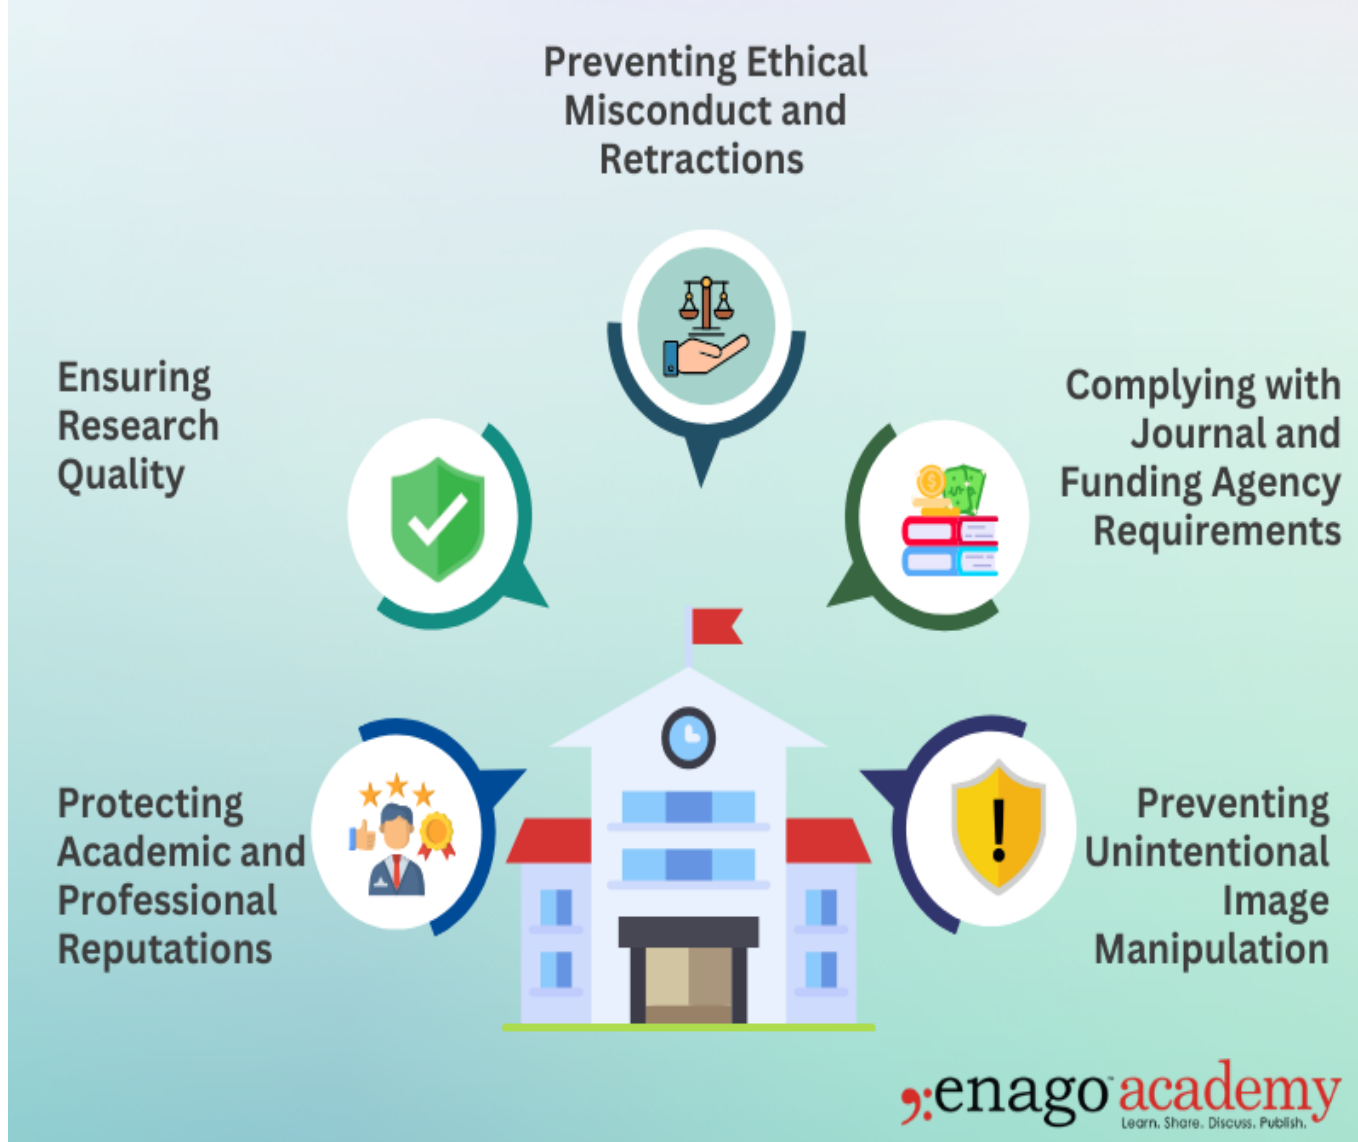 Preventing Ethical
Misconduct and
Retractions
Ensuring
Research
Quality
Complying with
Journal and
Funding Agency
Requirements
Protecting
Academic and
Professional
Reputations
Preventing
Unintentional
Image
Manipulation
enago academy
Learn. Share. Discuss. Publish.